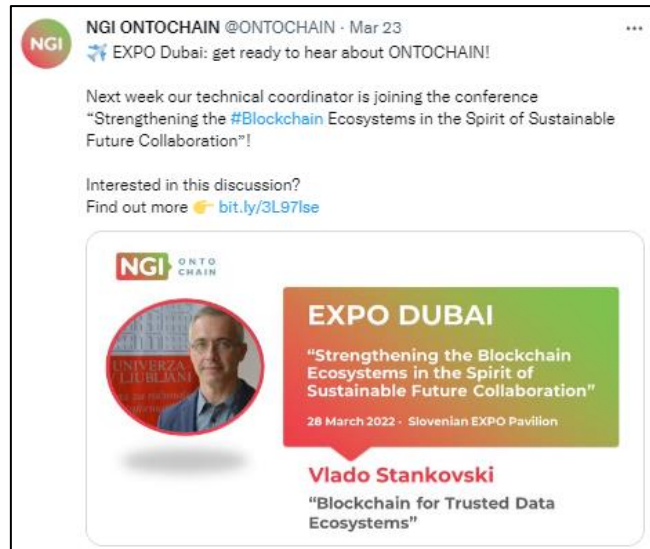 NGI ONTOCHAIN @ONTOCHAIN · Mar 23
NGI
✈️ EXPO Dubai: get ready to hear about ONTOCHAIN!
Next week our technical coordinator is joining the conference
“Strengthening the #Blockchain Ecosystems in the Spirit of Sustainable
Future Collaboration”!
Interested in this discussion?
Find out more 👉 bit.ly/3L97lse
NGI ONTO
CHAIN
UNIVERZA
LJUBLJANI
EXPO DUBAI
“Strengthening the Blockchain
Ecosystems in the Spirit of
Sustainable Future Collaboration”
28 March 2022 · Slovenian EXPO Pavilion
Vlado Stankovski
“Blockchain for Trusted Data
Ecosystems”